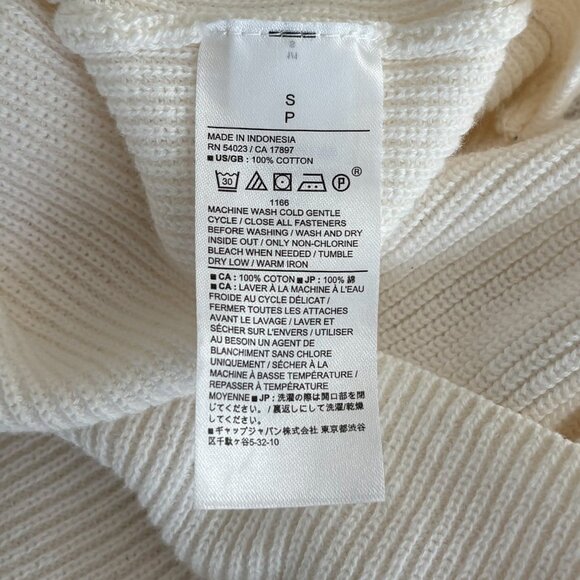 S
P
MADE IN INDONESIA
RN 54023 / CA 17897
■ US/GB : 100% COTTON
30 P ®
1166
MACHINE WASH COLD GENTLE
CYCLE / CLOSE ALL FASTENERS
BEFORE WASHING / WASH AND DRY
INSIDE OUT / ONLY NON-CHLORINE
BLEACH WHEN NEEDED / TUMBLE
DRY LOW / WARM IRON
■ CA : 100% COTON ■ JP : 100% 綿
■ CA : LAVER À LA MACHINE À L'EAU
FROIDE AU CYCLE DÉLICAT /
FERMER TOUTES LES ATTACHES
AVANT LE LAVAGE / LAVER ET
SÉCHER SUR L'ENVERS / UTILISER
AU BESOIN UN AGENT DE
BLANCHIMENT SANS CHLORE
UNIQUEMENT / SÉCHER À LA
MACHINE À BASSE TEMPÉRATURE /
REPASSER À TEMPÉRATURE
MOYENNE ■ JP : 洗濯の際は開口部を閉
じてください。/ 裏返しにして洗濯/乾燥
してください。
■ ギャップジャパン株式会社 東京都渋谷
区千駄ヶ谷5-32-10